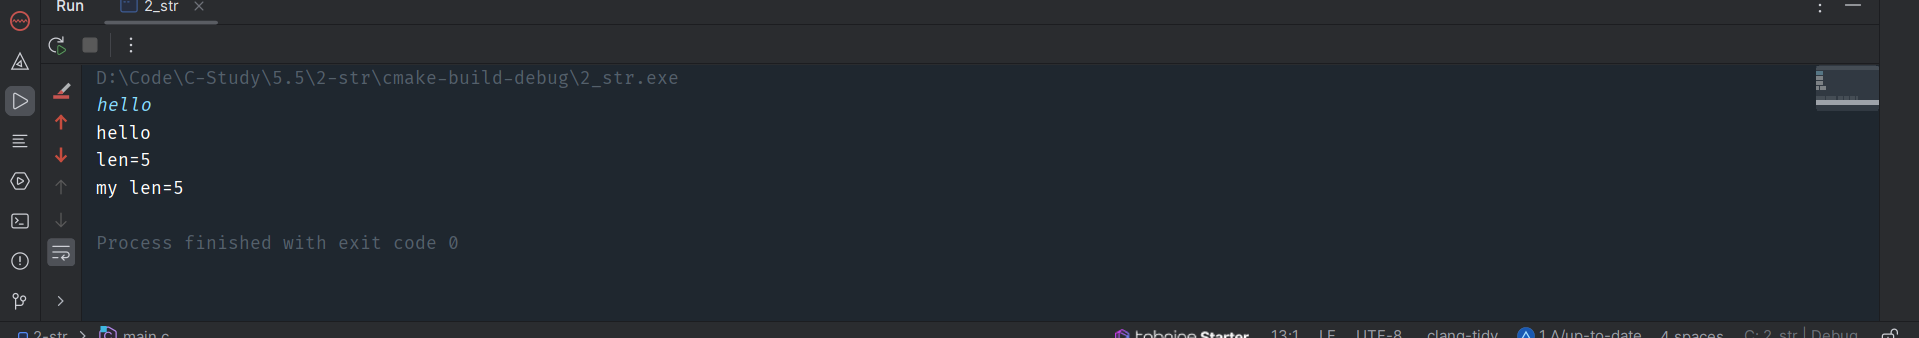 Run 2_str
D:\Code\C-Study\5.5\2-str\cmake-build-debug\2_str.exe
hello
hello
len=5
my len=5
Process finished with exit code 0
2-str main.c tabnine Starter 13:1 LF UTF-8 clang-tidy 1 ∆/up-to-date 4 spaces C: 2_str | Debug